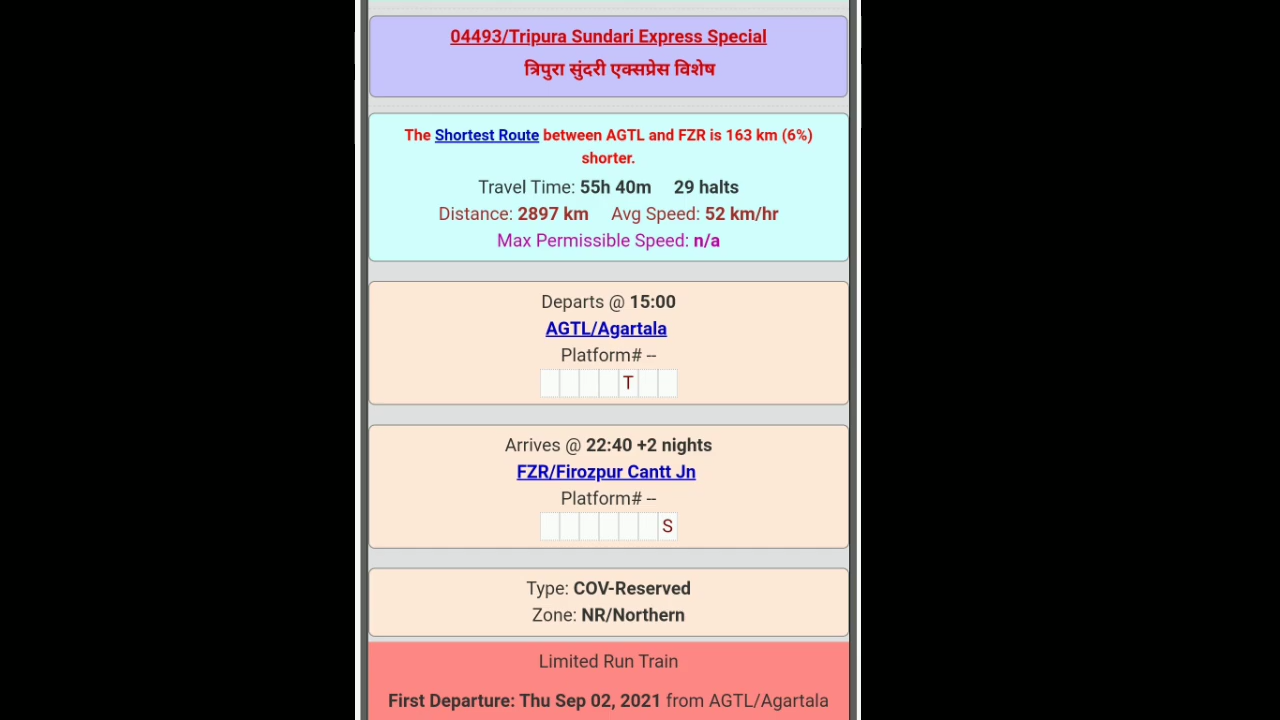 04493/Tripura Sundari Express Special
त्रिपुरा सुंदरी एक्सप्रेस विशेष
The Shortest Route between AGTL and FZR is 163 km (6%)
shorter.
Travel Time: 55h 40m 29 halts
Distance: 2897 km Avg Speed: 52 km/hr
Max Permissible Speed: n/a
Departs @ 15:00
AGTL/Agartala
Platform# --
T
Arrives @ 22:40 +2 nights
FZR/Firozpur Cantt Jn
Platform# --
S
Type: COV-Reserved
Zone: NR/Northern
Limited Run Train
First Departure: Thu Sep 02, 2021 from AGTL/Agartala